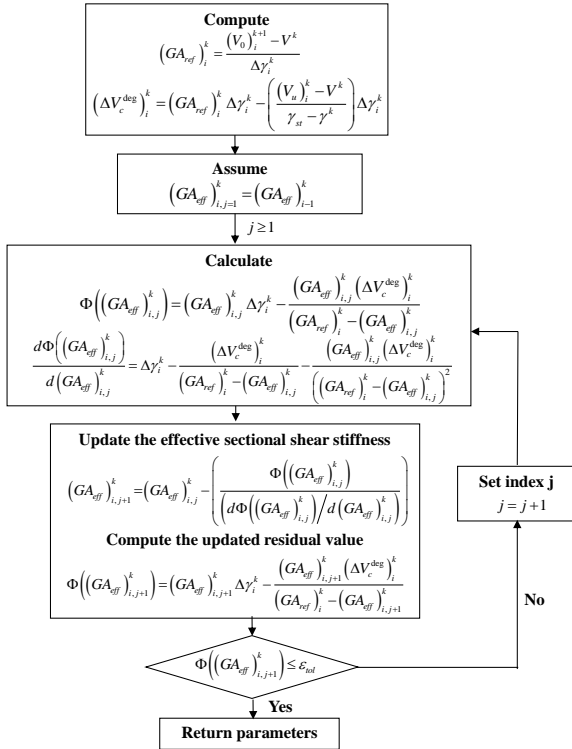 Compute
(GA_ref)_i^k = ((V_0)_i^{k+1} − V^k) / Δγ_i^k
(ΔV_c^deg)_i^k = (GA_ref)_i^k Δγ_i^k − (((V_u)_i^k − V^k) / (γ_st − γ^k)) Δγ_i^k
Assume
(GA_eff)_{i,j=1}^k = (GA_eff)_{i−1}^k
j ≥ 1
Calculate
Φ((GA_eff)_{i,j}^k) = (GA_eff)_{i,j}^k Δγ_i^k − ((GA_eff)_{i,j}^k (ΔV_c^deg)_i^k) / ((GA_ref)_i^k − (GA_eff)_{i,j}^k)
dΦ((GA_eff)_{i,j}^k) / d(GA_eff)_{i,j}^k = Δγ_i^k − (ΔV_c^deg)_i^k / ((GA_ref)_i^k − (GA_eff)_{i,j}^k) − ((GA_eff)_{i,j}^k (ΔV_c^deg)_i^k) / ((GA_ref)_i^k − (GA_eff)_{i,j}^k)^2
Update the effective sectional shear stiffness
(GA_eff)_{i,j+1}^k = (GA_eff)_{i,j}^k − (Φ((GA_eff)_{i,j}^k) / (dΦ((GA_eff)_{i,j}^k) / d(GA_eff)_{i,j}^k))
Compute the updated residual value
Φ((GA_eff)_{i,j+1}^k) = (GA_eff)_{i,j+1}^k Δγ_i^k − ((GA_eff)_{i,j+1}^k (ΔV_c^deg)_i^k) / ((GA_ref)_i^k − (GA_eff)_{i,j+1}^k)
Set index j
j = j + 1
No
Φ((GA_eff)_{i,j+1}^k) ≤ ε_tol
Yes
Return parameters